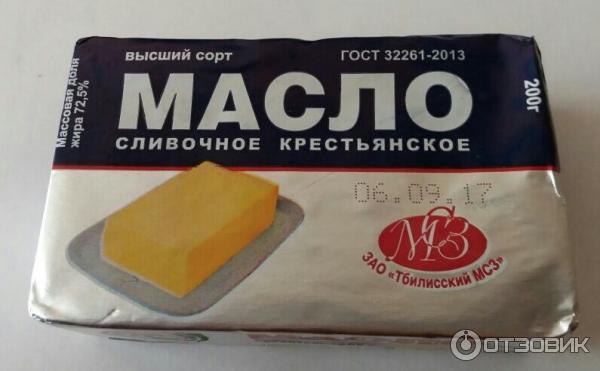 ВЫСШИЙ СОРТ
ГОСТ 32261-2013
Массовая доля
жира 72,5%
МАСЛО
200г
СЛИВОЧНОЕ КРЕСТЬЯНСКОЕ
06.09.17
МСЗ
ЗАО «Тбилисский МСЗ»
ОТЗОВИК